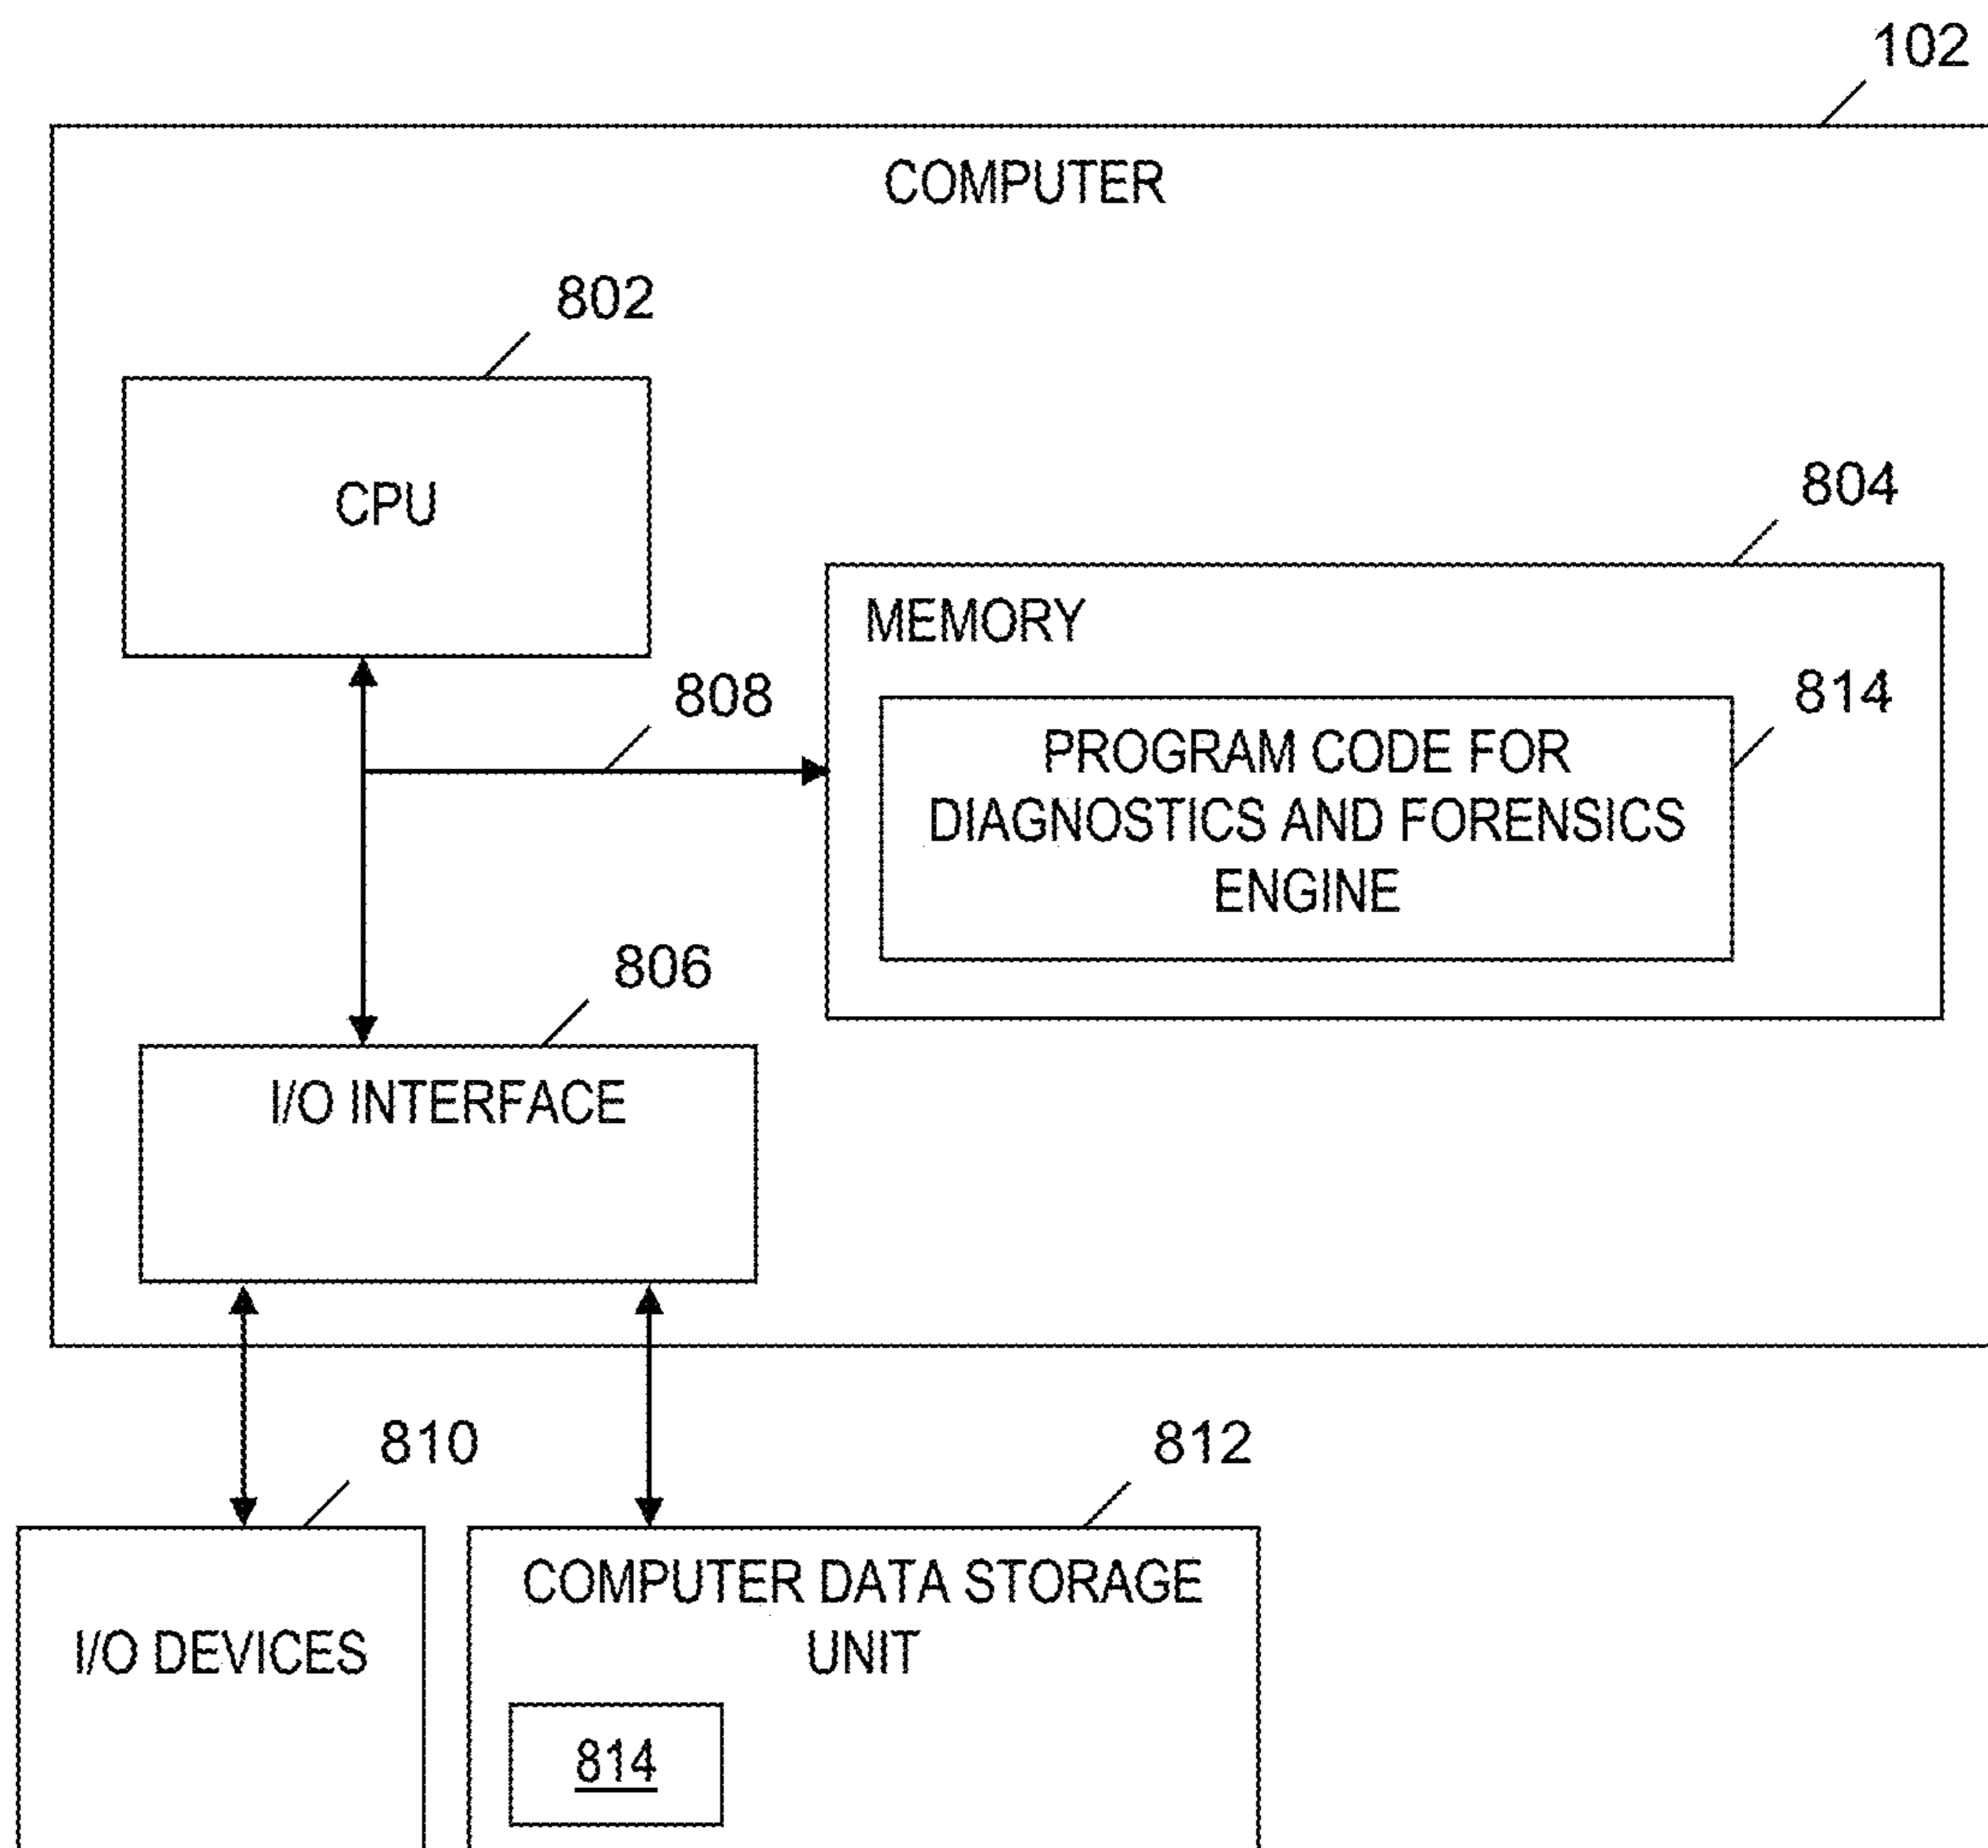 102
COMPUTER
802
CPU
804
MEMORY
808
814
PROGRAM CODE FOR
DIAGNOSTICS AND FORENSICS
ENGINE
806
I/O INTERFACE
810
812
I/O DEVICES
COMPUTER DATA STORAGE
UNIT
814